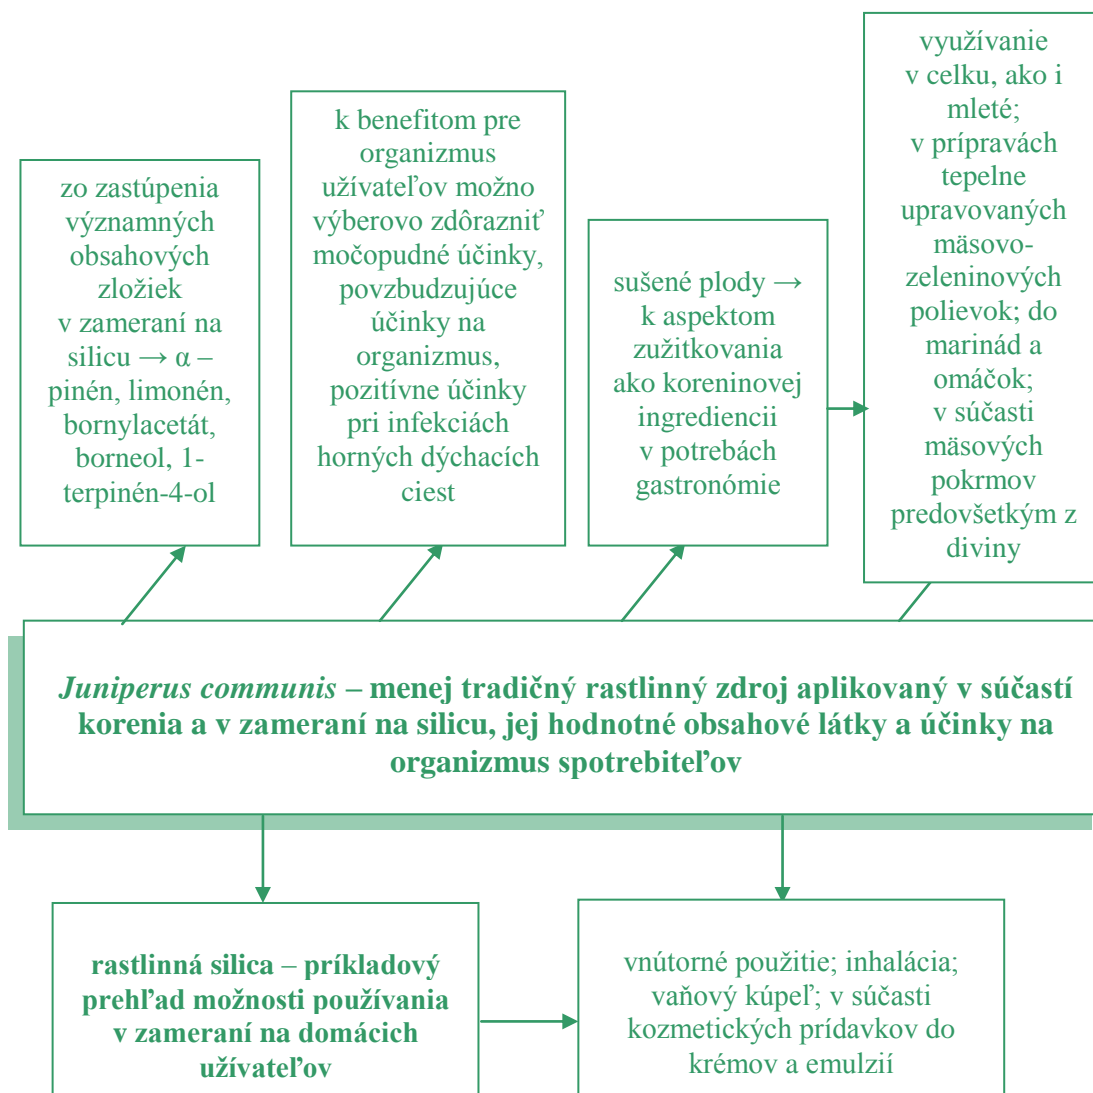 zo zastúpenia
významných
obsahových
zložiek
v zameraní na
silicu → α –
pinén, limonén,
bornylacetát,
borneol, 1-
terpinén-4-ol
k benefitom pre
organizmus
užívateľov možno
výberovo zdôrazniť
močopudné účinky,
povzbudzujúce
účinky na
organizmus,
pozitívne účinky
pri infekciách
horných dýchacích
ciest
sušené plody →
k aspektom
zužitkovania
ako koreninovej
ingrediencii
v potrebách
gastronómie
využívanie
v celku, ako i
mleté;
v prípravách
tepelne
upravovaných
mäsovo-
zeleninových
polievok; do
marinád a
omáčok;
v súčasti
mäsových
pokrmov
predovšetkým z
diviny
Juniperus communis – menej tradičný rastlinný zdroj aplikovaný v súčastí
korenia a v zameraní na silicu, jej hodnotné obsahové látky a účinky na
organizmus spotrebiteľov
rastlinná silica – príkladový
prehľad možnosti používania
v zameraní na domácich
užívateľov
vnútorné použitie; inhalácia;
vaňový kúpeľ; v súčasti
kozmetických prídavkov do
krémov a emulzií